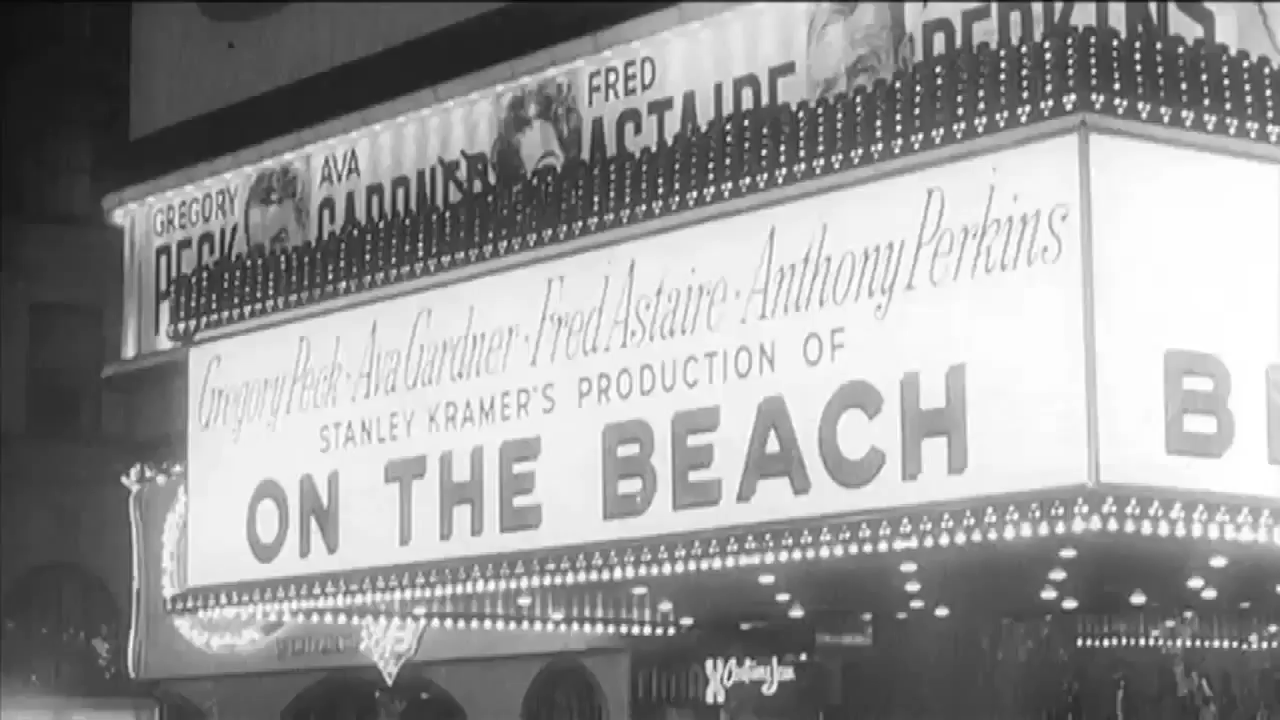 GREGORY PECK
AVA GARDNER
FRED ASTAIRE
PERKINS
Gregory Peck · Ava Gardner · Fred Astaire · Anthony Perkins
STANLEY KRAMER'S PRODUCTION OF
ON THE BEACH
B